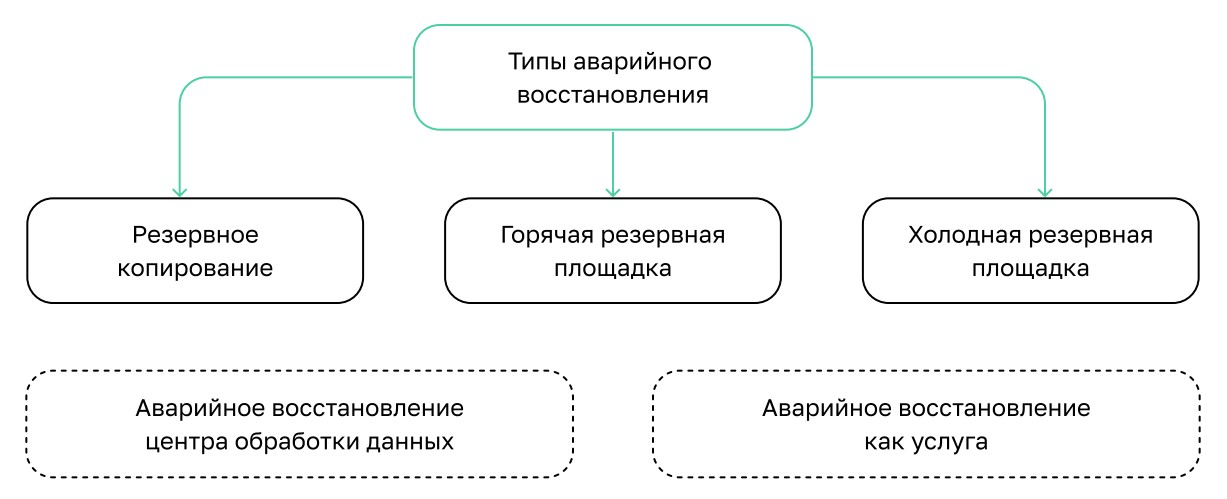 Типы аварийного
восстановления
Резервное
копирование
Горячая резервная
площадка
Холодная резервная
площадка
Аварийное восстановление
центра обработки данных
Аварийное восстановление
как услуга